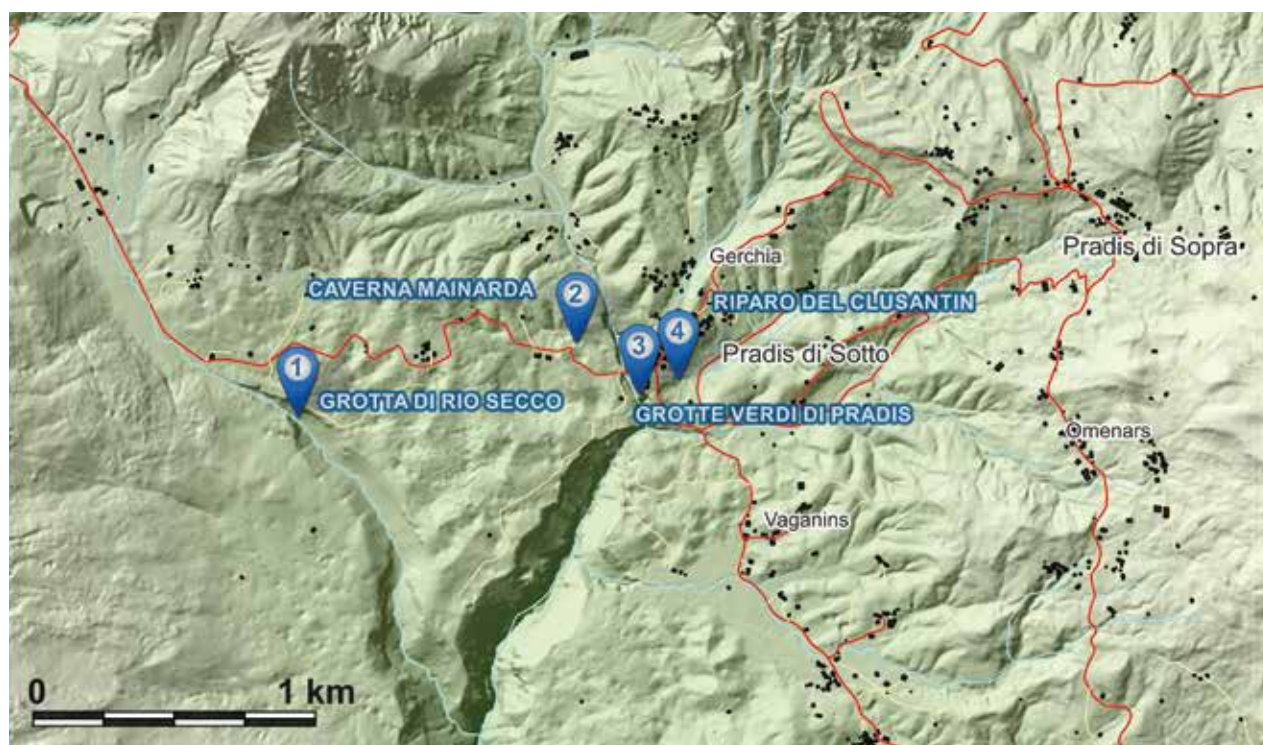 Gerchia
Pradis di Sopra
CAVERNA MAINARDA
2
RIPARO DEL CLUSANTIN
3
4
Pradis di Sotto
1
GROTTA DI RIO SECCO
GROTTE VERDI DI PRADIS
Omenars
Vaganins
0 1 km